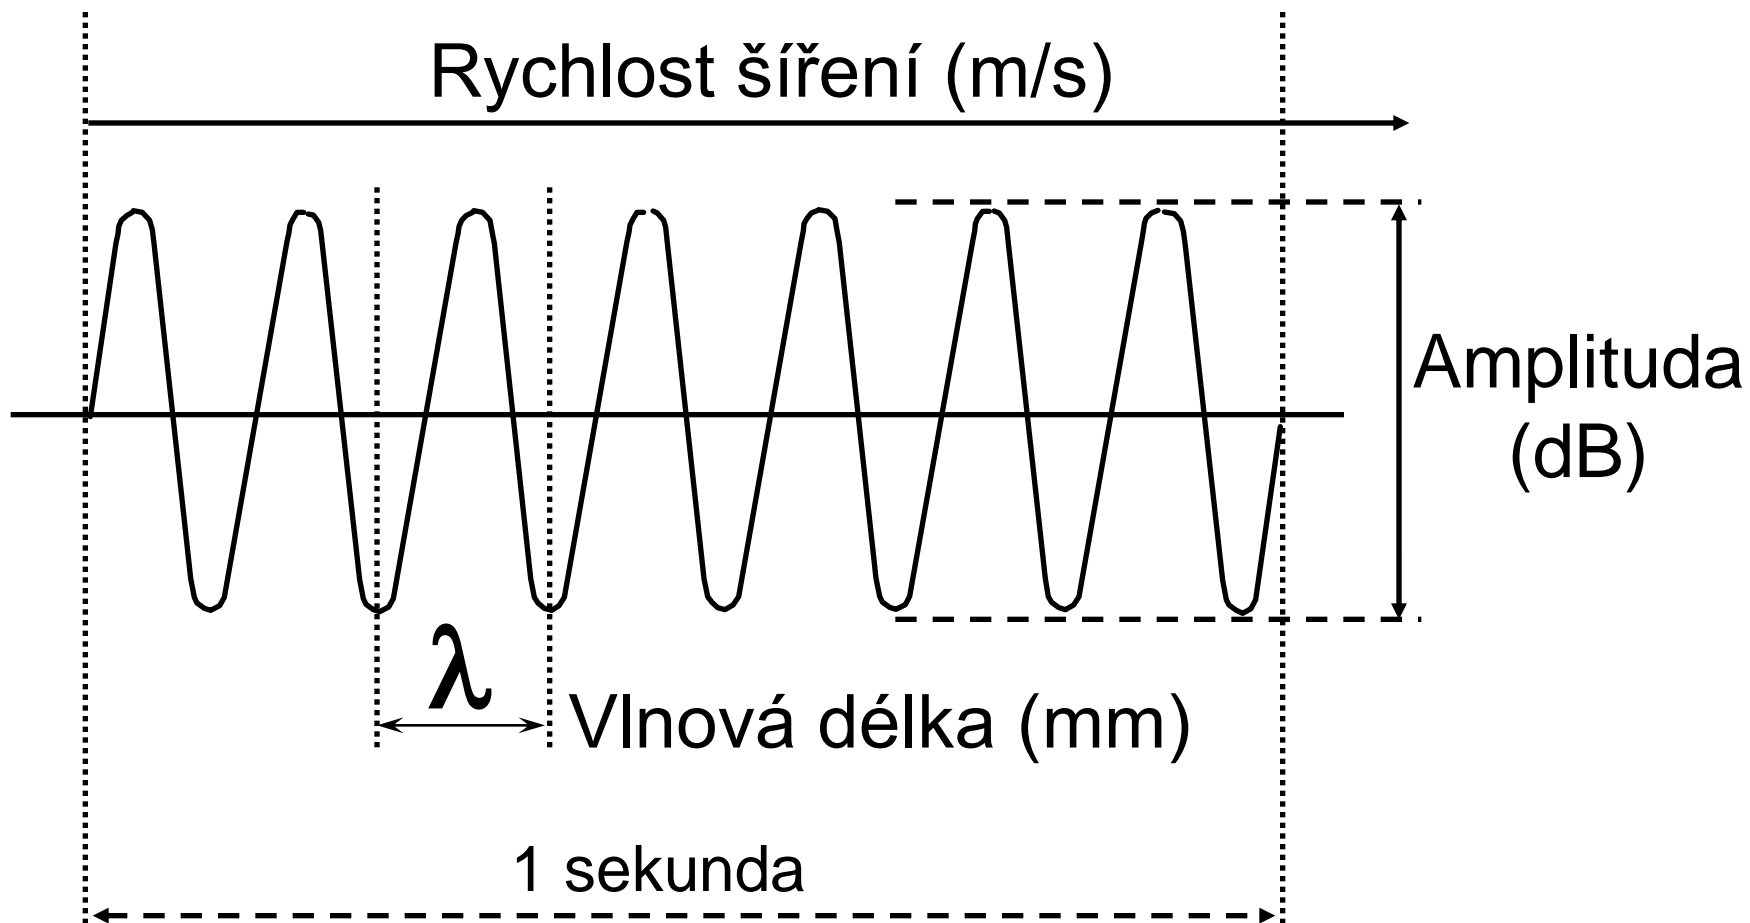 Rychlost šíření (m/s)
Amplituda
(dB)
λ
Vlnová délka (mm)
1 sekunda